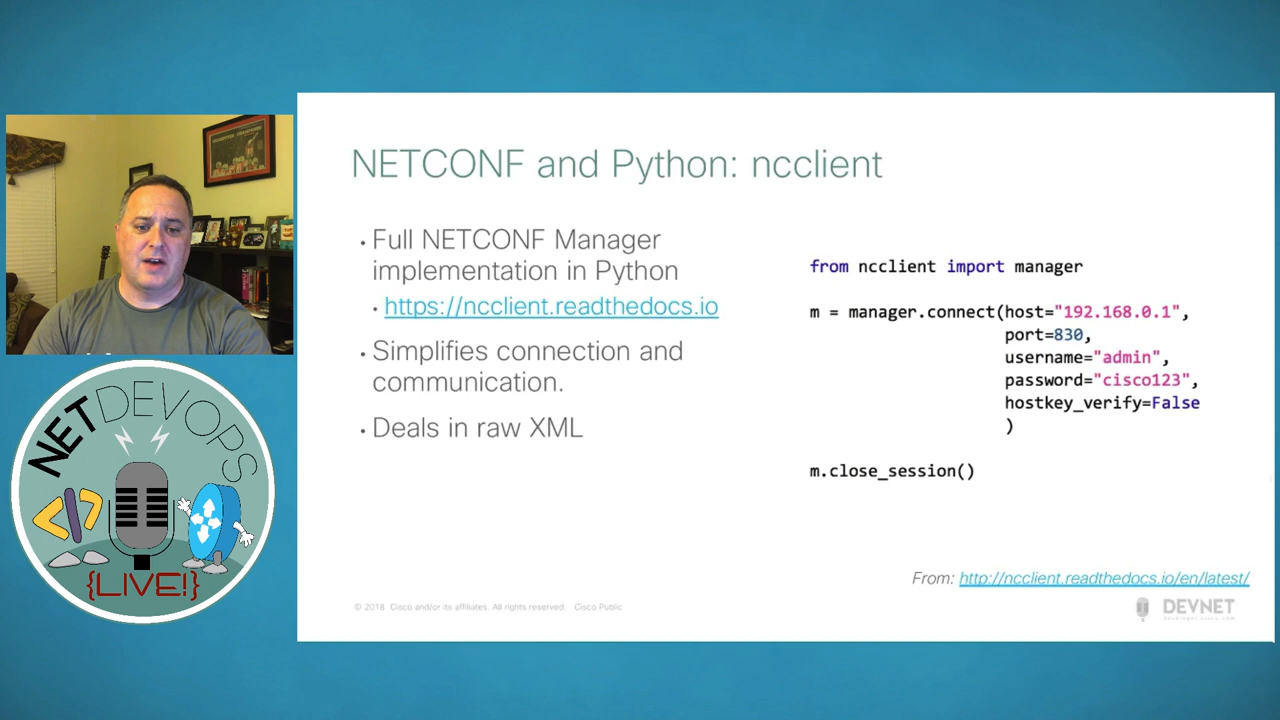 NETCONF and Python: ncclient
• Full NETCONF Manager
implementation in Python
• https://ncclient.readthedocs.io
• Simplifies connection and
communication.
• Deals in raw XML
from ncclient import manager
m = manager.connect(host="192.168.0.1",
port=830,
username="admin",
password="cisco123",
hostkey_verify=False
)
m.close_session()
From: http://ncclient.readthedocs.io/en/latest/
© 2018 Cisco and/or its affiliates. All rights reserved. Cisco Public
DEVNET
developer.cisco.com
NETDEVOPS
</>
{LIVE!}